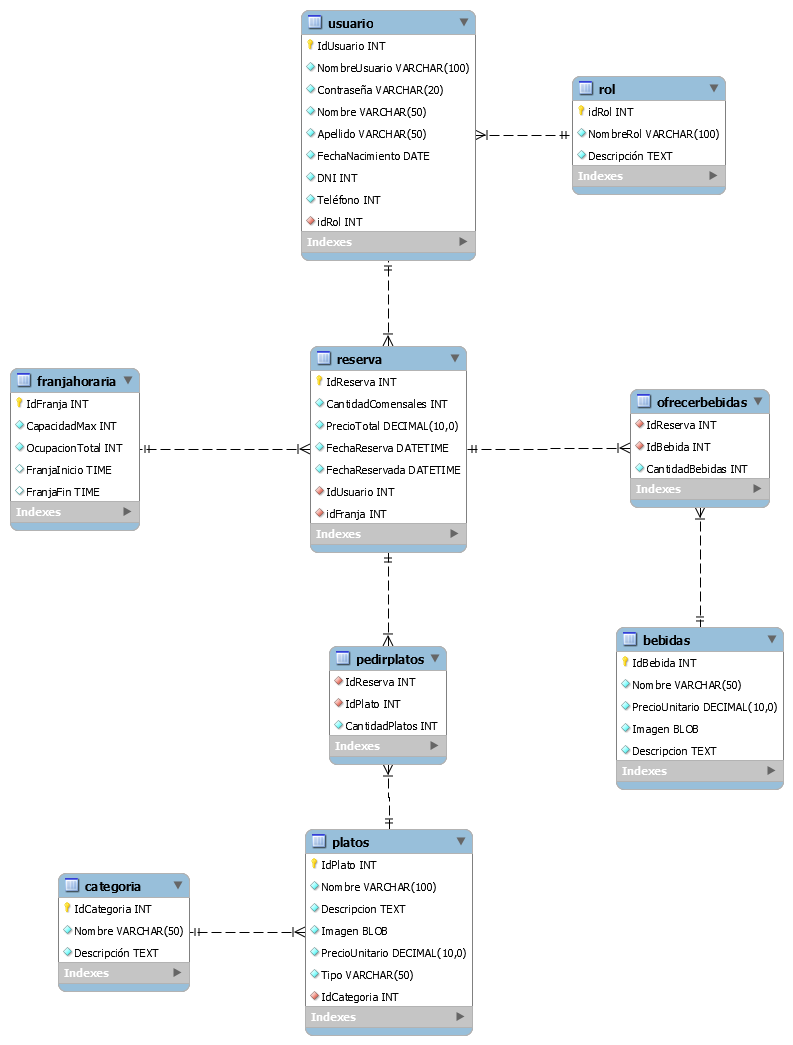 usuario
IdUsuario INT
NombreUsuario VARCHAR(100)
Contraseña VARCHAR(20)
Nombre VARCHAR(50)
Apellido VARCHAR(50)
FechaNacimiento DATE
DNI INT
Teléfono INT
idRol INT
Indexes
rol
idRol INT
NombreRol VARCHAR(100)
Descripción TEXT
Indexes
franjahoraria
IdFranja INT
CapacidadMax INT
OcupacionTotal INT
FranjaInicio TIME
FranjaFin TIME
Indexes
reserva
IdReserva INT
CantidadComensales INT
PrecioTotal DECIMAL(10,0)
FechaReserva DATETIME
FechaReservada DATETIME
IdUsuario INT
idFranja INT
Indexes
ofrecerbebidas
IdReserva INT
IdBebida INT
CantidadBebidas INT
Indexes
pedirplatos
IdReserva INT
IdPlato INT
CantidadPlatos INT
Indexes
bebidas
IdBebida INT
Nombre VARCHAR(50)
PrecioUnitario DECIMAL(10,0)
Imagen BLOB
Descripcion TEXT
Indexes
categoria
IdCategoria INT
Nombre VARCHAR(50)
Descripción TEXT
Indexes
platos
IdPlato INT
Nombre VARCHAR(100)
Descripcion TEXT
Imagen BLOB
PrecioUnitario DECIMAL(10,0)
Tipo VARCHAR(50)
IdCategoria INT
Indexes